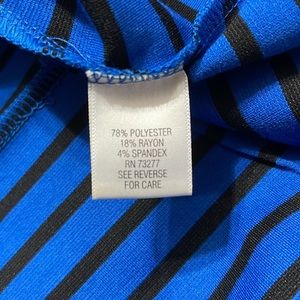 78% POLYESTER
18% RAYON
4% SPANDEX
RN 73277
SEE REVERSE
FOR CARE